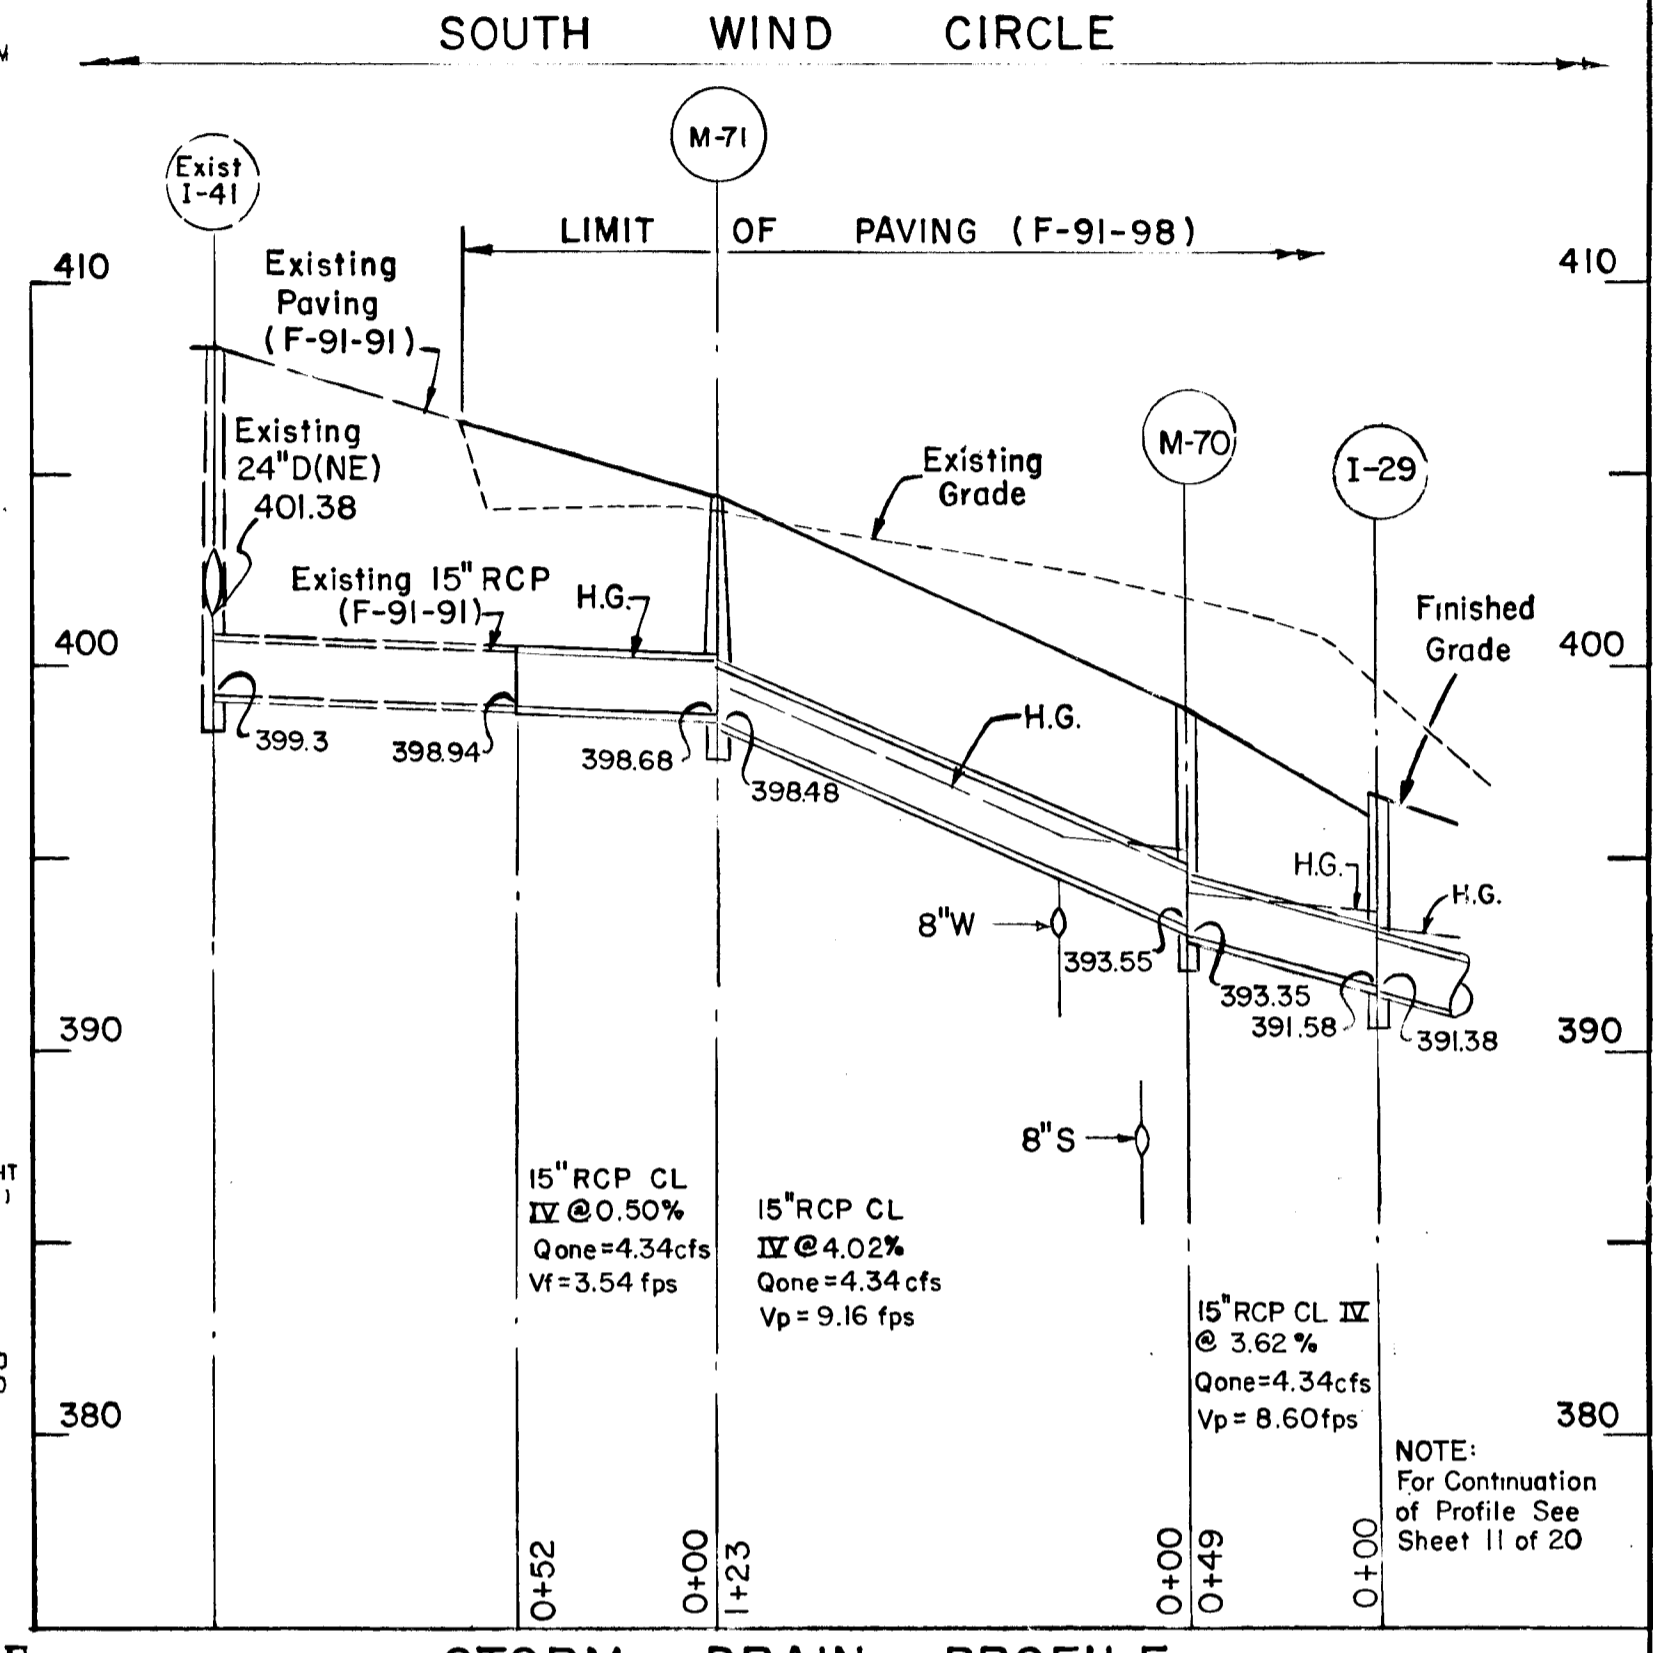 SOUTH WIND CIRCLE
M-71
Exist
I-41
LIMIT OF PAVING (F-91-98)
410
Existing
Paving
(F-91-91)
410
Existing
24"D(NE)
401.38
Existing
Grade
M-70
I-29
Existing 15" RCP
(F-91-91)
H.G.
Finished
Grade
400
400
399.3
398.94
398.68
398.48
H.G.
H.G.
H.G.
8"W
393.55
393.35
391.58
391.38
390
390
8"S
15" RCP CL
IV @ 0.50%
Qone=4.34cfs
Vf=3.54 fps
15" RCP CL
IV @ 4.02%
Qone=4.34 cfs
Vp= 9.16 fps
15" RCP CL IV
@ 3.62 %
Qone=4.34cfs
Vp= 8.60fps
380
380
NOTE:
For Continuation
of Profile See
Sheet 11 of 20
0+52
0+00
1+23
0+00
0+49
0+00
STORM DRAIN PROFILE